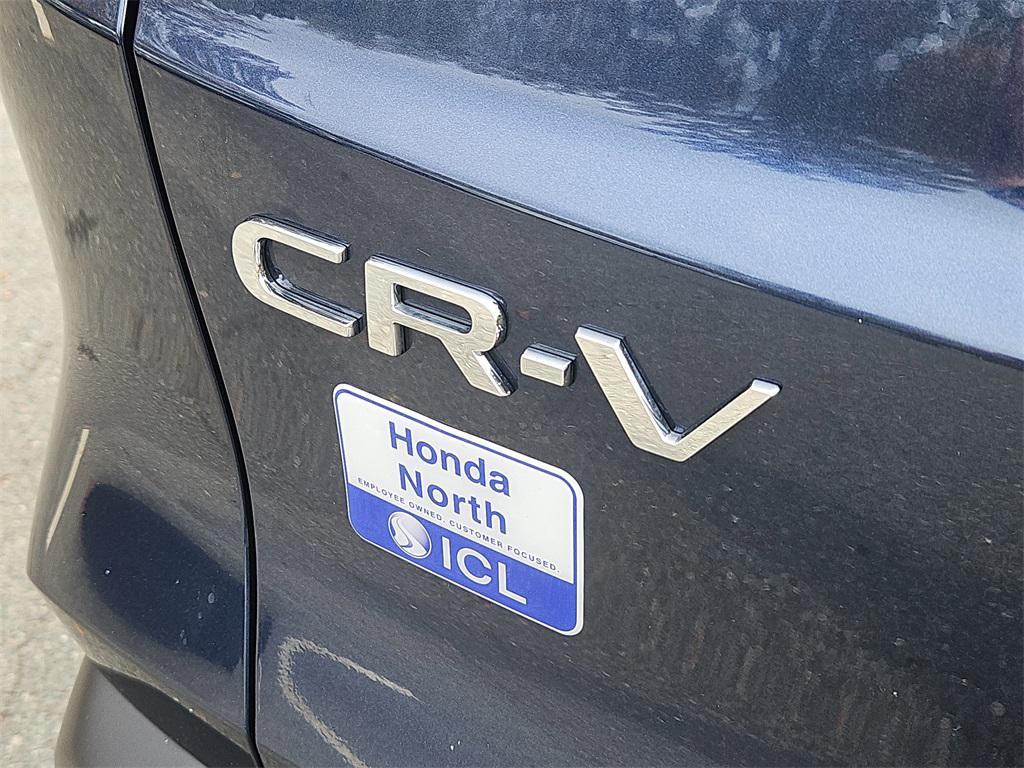 CR-V
Honda
North
EMPLOYEE OWNED. CUSTOMER FOCUSED.
ICL